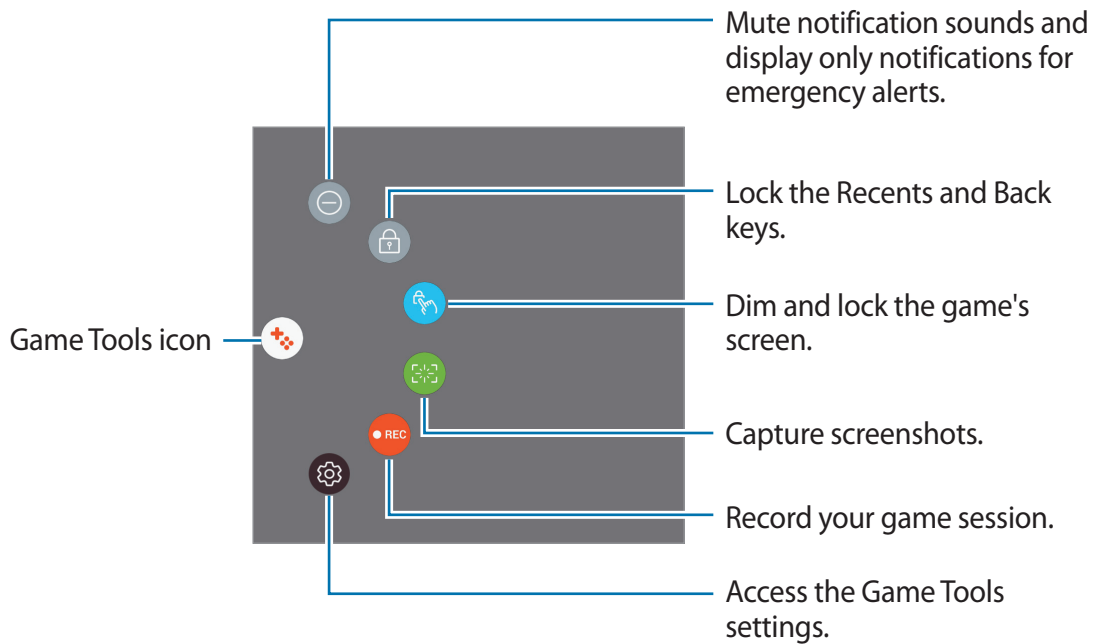 Mute notification sounds and
display only notifications for
emergency alerts.
Lock the Recents and Back
keys.
Dim and lock the game's
screen.
Game Tools icon
Capture screenshots.
REC
Record your game session.
Access the Game Tools
settings.